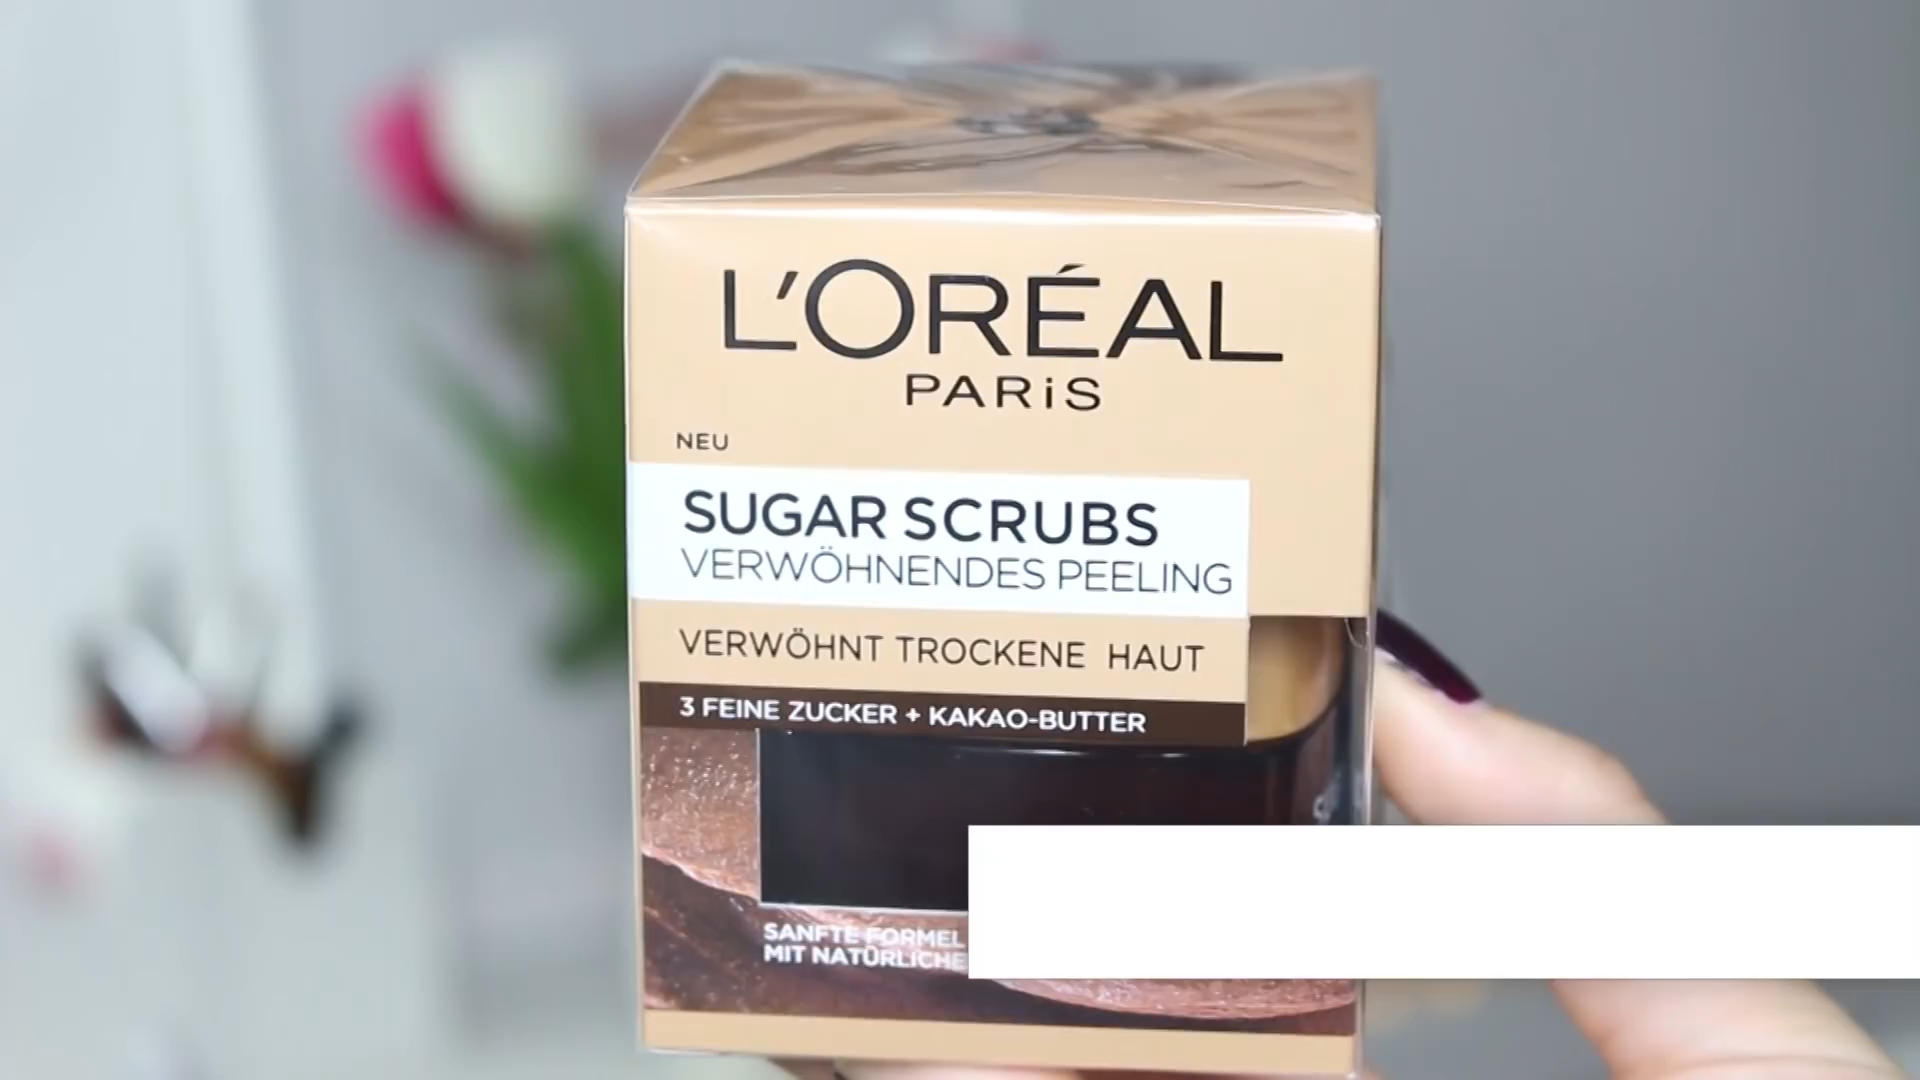 L'ORÉAL
PARiS
NEU
SUGAR SCRUBS
VERWÖHNENDES PEELING
VERWÖHNT TROCKENE HAUT
3 FEINE ZUCKER + KAKAO-BUTTER
SANFTE FORMEL
MIT NATÜRLICHE